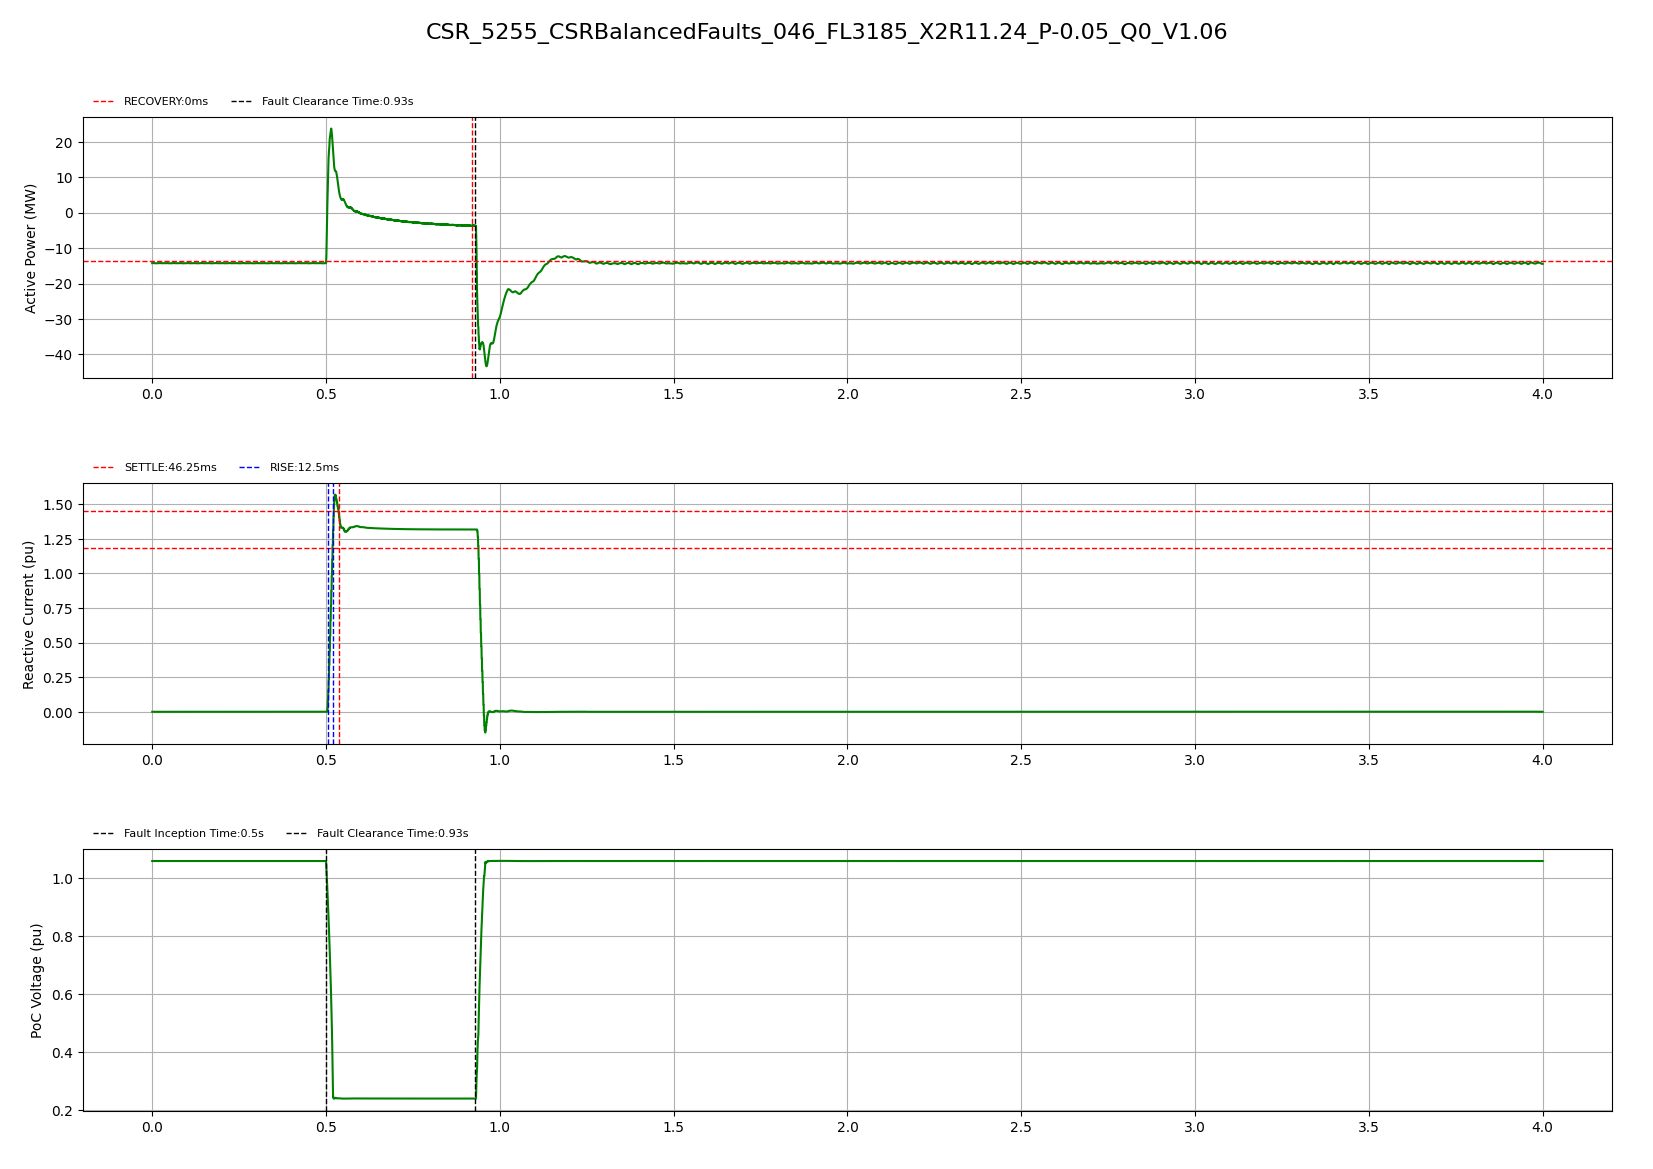 CSR_5255_CSRBalancedFaults_046_FL3185_X2R11.24_P-0.05_Q0_V1.06
RECOVERY:0ms Fault Clearance Time:0.93s
Active Power (MW)
20
10
0
−10
−20
−30
−40
0.0 0.5 1.0 1.5 2.0 2.5 3.0 3.5 4.0
SETTLE:46.25ms RISE:12.5ms
Reactive Current (pu)
1.50
1.25
1.00
0.75
0.50
0.25
0.00
0.0 0.5 1.0 1.5 2.0 2.5 3.0 3.5 4.0
Fault Inception Time:0.5s Fault Clearance Time:0.93s
PoC Voltage (pu)
1.0
0.8
0.6
0.4
0.2
0.0 0.5 1.0 1.5 2.0 2.5 3.0 3.5 4.0